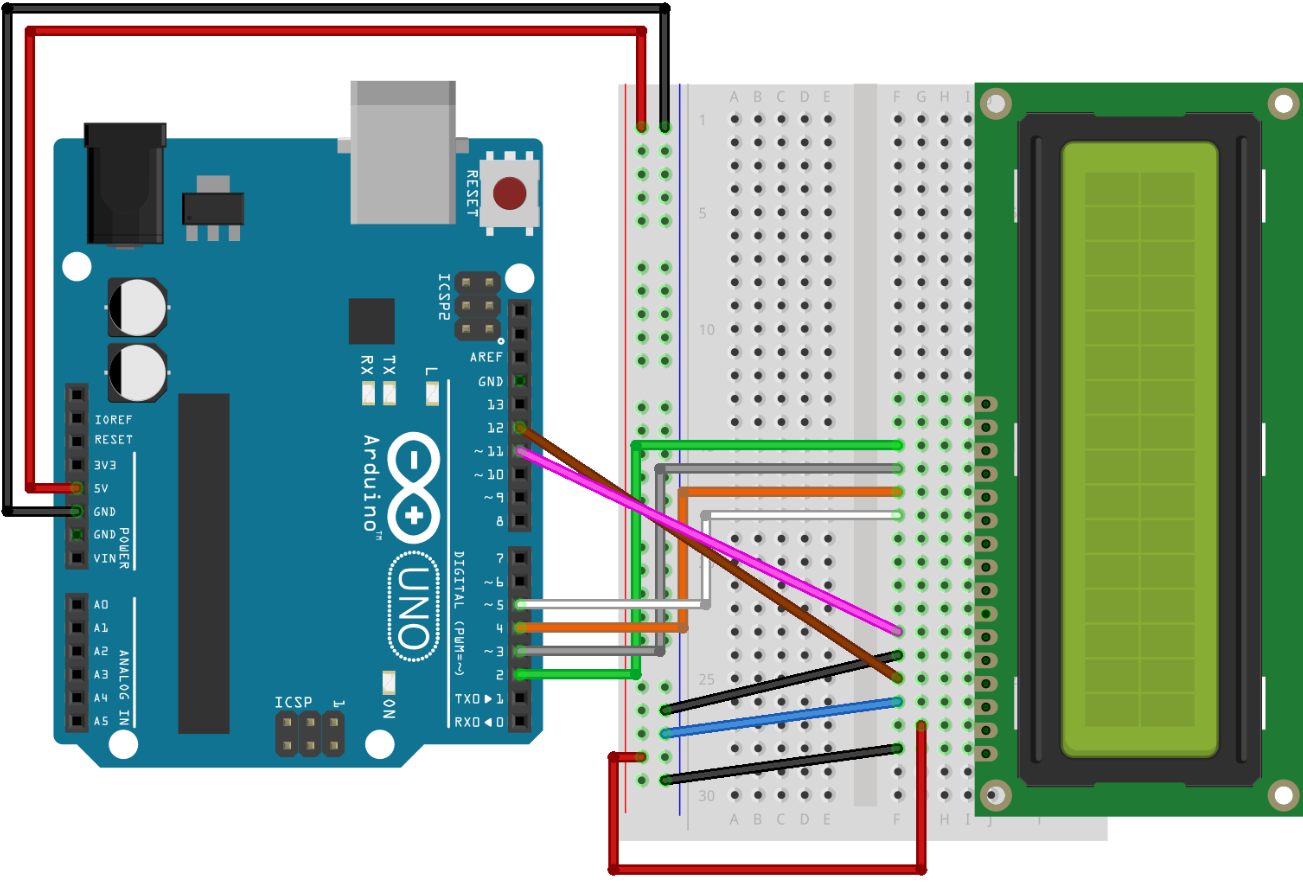 A B C D E F G H I
1
5
10
25
30
A B C D E F H I J
RESET
ICSP2
AREF
GND
13
12
~11
~10
~9
8
7
~6
~5
4
~3
2
TX0▶1
RX0◀0
DIGITAL (PWM=~)
RX TX L
Arduino™
UNO
ON
ICSP 1
IOREF
RESET
3V3
5V
GND
GND
VIN
POWER
A0
A1
A2
A3
A4
A5
ANALOG IN